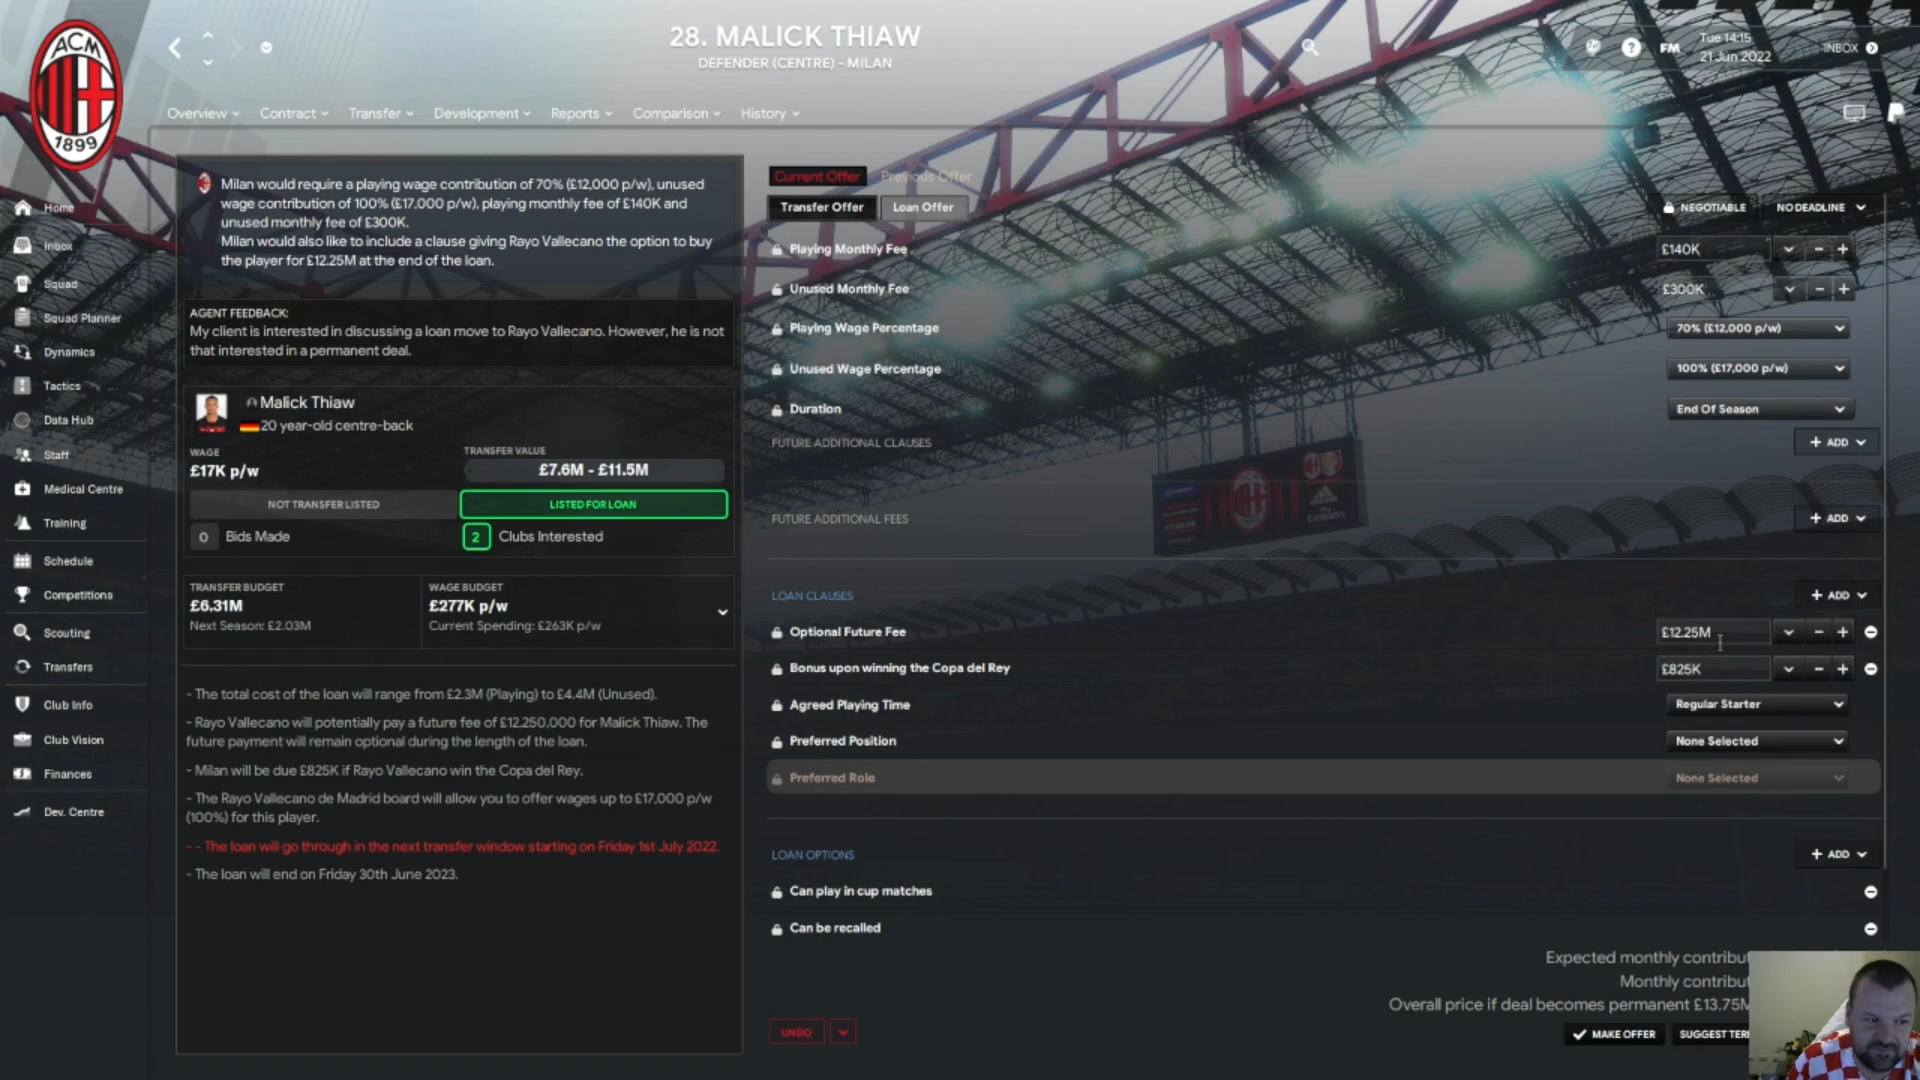 ACM
1899
28. MALICK THIAW
DEFENDER (CENTRE) - MILAN
FM
Tue 14:15
21 Jun 2022
INBOX
Overview
Contract
Transfer
Development
Reports
Comparison
History
Home
Inbox
Squad
Squad Planner
Dynamics
Tactics
Data Hub
Staff
Medical Centre
Training
Schedule
Competitions
Scouting
Transfers
Club Info
Club Vision
Finances
Dev. Centre
Milan would require a playing wage contribution of 70% (£12,000 p/w), unused
wage contribution of 100% (£17,000 p/w), playing monthly fee of £140K and
unused monthly fee of £300K.
Milan would also like to include a clause giving Rayo Vallecano the option to buy
the player for £12.25M at the end of the loan.
AGENT FEEDBACK:
My client is interested in discussing a loan move to Rayo Vallecano. However, he is not
that interested in a permanent deal.
Malick Thiaw
20 year-old centre-back
WAGE
£17K p/w
TRANSFER VALUE
£7.6M - £11.5M
NOT TRANSFER LISTED
LISTED FOR LOAN
0 Bids Made
2 Clubs Interested
TRANSFER BUDGET
£6.31M
Next Season: £2.03M
WAGE BUDGET
£277K p/w
Current Spending: £263K p/w
- The total cost of the loan will range from £2.3M (Playing) to £4.4M (Unused).
- Rayo Vallecano will potentially pay a future fee of £12,250,000 for Malick Thiaw. The
future payment will remain optional during the length of the loan.
- Milan will be due £825K if Rayo Vallecano win the Copa del Rey.
- The Rayo Vallecano de Madrid board will allow you to offer wages up to £17,000 p/w
(100%) for this player.
- - The loan will go through in the next transfer window starting on Friday 1st July 2022.
- The loan will end on Friday 30th June 2023.
Current Offer
Previous Offer
Transfer Offer
Loan Offer
NEGOTIABLE
NO DEADLINE
Playing Monthly Fee
£140K
Unused Monthly Fee
£300K
Playing Wage Percentage
70% (£12,000 p/w)
Unused Wage Percentage
100% (£17,000 p/w)
Duration
End Of Season
FUTURE ADDITIONAL CLAUSES
+ ADD
FUTURE ADDITIONAL FEES
+ ADD
LOAN CLAUSES
+ ADD
Optional Future Fee
£12.25M
Bonus upon winning the Copa del Rey
£825K
Agreed Playing Time
Regular Starter
Preferred Position
None Selected
Preferred Role
None Selected
LOAN OPTIONS
+ ADD
Can play in cup matches
Can be recalled
Expected monthly contribut
Monthly contribut
Overall price if deal becomes permanent £13.75M
UNDO
MAKE OFFER
SUGGEST TER